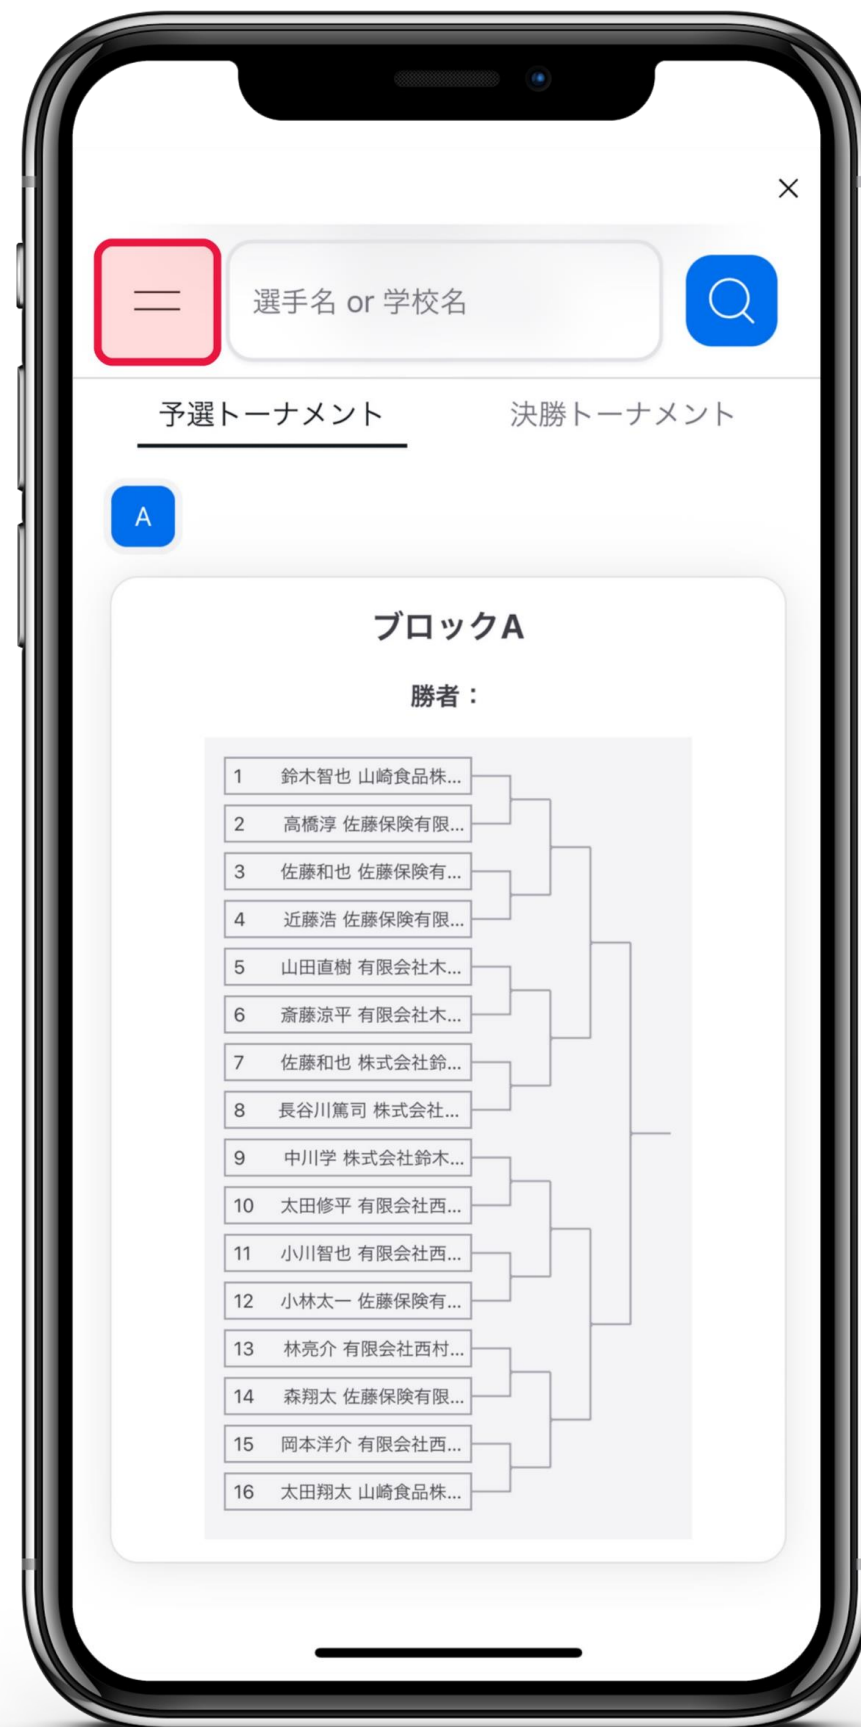 選手名 or 学校名
予選トーナメント 決勝トーナメント
A
ブロックA
勝者：
1 鈴木智也 山崎食品株...
2 高橋淳 佐藤保険有限...
3 佐藤和也 佐藤保険有...
4 近藤浩 佐藤保険有限...
5 山田直樹 有限会社木...
6 斎藤涼平 有限会社木...
7 佐藤和也 株式会社鈴...
8 長谷川篤司 株式会社...
9 中川学 株式会社鈴木...
10 太田修平 有限会社西...
11 小川智也 有限会社西...
12 小林太一 佐藤保険有...
13 林亮介 有限会社西村...
14 森翔太 佐藤保険有限...
15 岡本洋介 有限会社西...
16 太田翔太 山崎食品株...